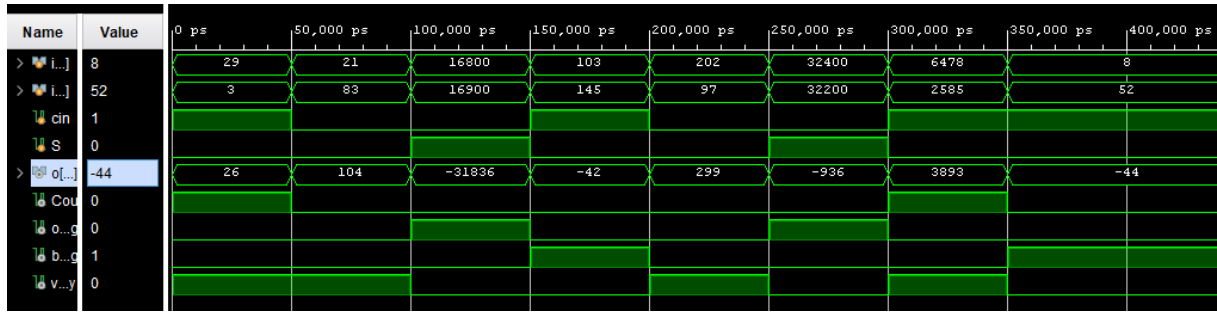 Name Value 0 ps 50,000 ps 100,000 ps 150,000 ps 200,000 ps 250,000 ps 300,000 ps 350,000 ps 400,000 ps
> i...] 8 29 21 16800 103 202 32400 6478 8
> i...] 52 3 83 16900 145 97 32200 2585 52
cin 1
S 0
> o[...] -44 26 104 -31836 -42 299 -936 3893 -44
Cou 0
o...g 0
b...g 1
v...y 0